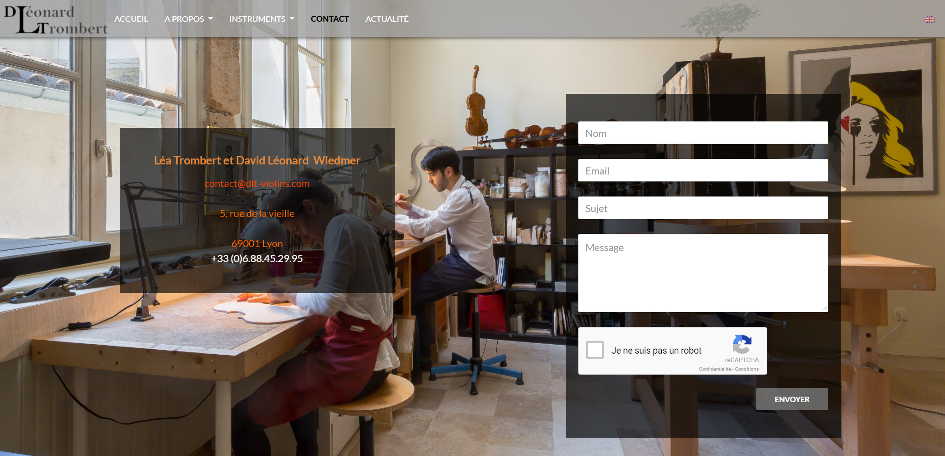 DLéonard
Trombert
ACCUEIL
A PROPOS
INSTRUMENTS
CONTACT
ACTUALITÉ
Léa Trombert et David Léonard Wiedmer
contact@dlt-violins.com
5, rue de la vieille
69001 Lyon
+33 (0)6.88.45.29.95
Nom
Email
Sujet
Message
Je ne suis pas un robot
reCAPTCHA
Confidentialité - Conditions
ENVOYER